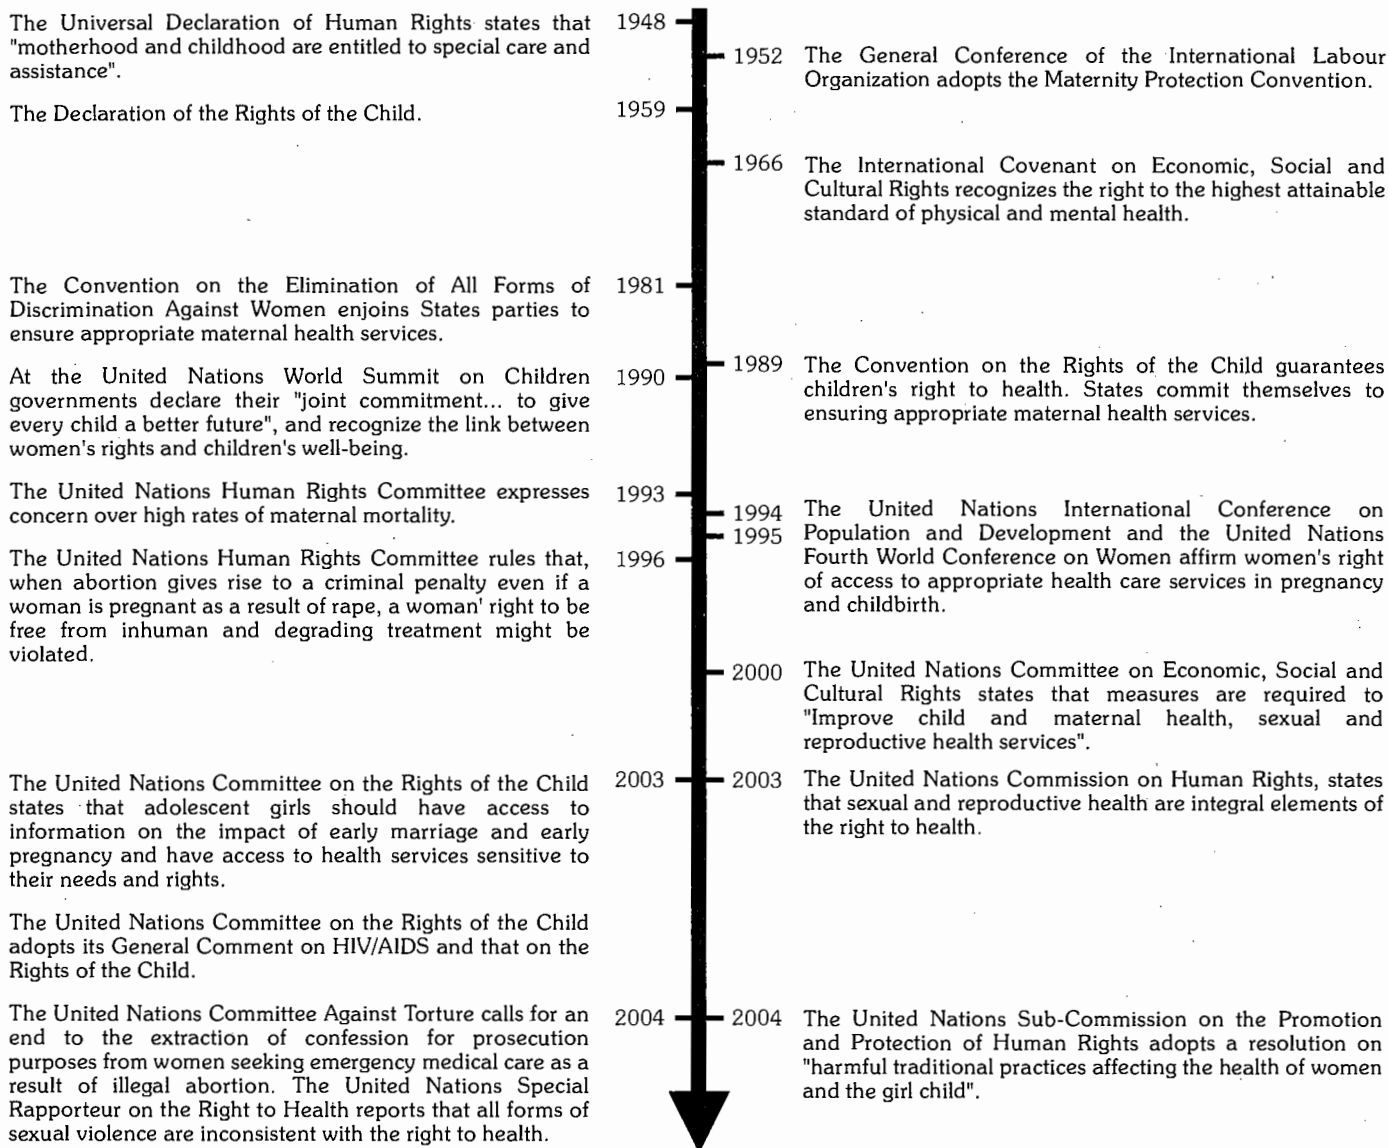 The Universal Declaration of Human Rights states that
"motherhood and childhood are entitled to special care and
assistance".
1948
1952
The General Conference of the International Labour
Organization adopts the Maternity Protection Convention.
The Declaration of the Rights of the Child.
1959
1966
The International Covenant on Economic, Social and
Cultural Rights recognizes the right to the highest attainable
standard of physical and mental health.
The Convention on the Elimination of All Forms of
Discrimination Against Women enjoins States parties to
ensure appropriate maternal health services.
1981
1989
The Convention on the Rights of the Child guarantees
children's right to health. States commit themselves to
ensuring appropriate maternal health services.
At the United Nations World Summit on Children
governments declare their "joint commitment... to give
every child a better future", and recognize the link between
women's rights and children's well-being.
1990
The United Nations Human Rights Committee expresses
concern over high rates of maternal mortality.
1993
1994
1995
The United Nations International Conference on
Population and Development and the United Nations
Fourth World Conference on Women affirm women's right
of access to appropriate health care services in pregnancy
and childbirth.
The United Nations Human Rights Committee rules that,
when abortion gives rise to a criminal penalty even if a
woman is pregnant as a result of rape, a woman' right to be
free from inhuman and degrading treatment might be
violated.
1996
2000
The United Nations Committee on Economic, Social and
Cultural Rights states that measures are required to
"Improve child and maternal health, sexual and
reproductive health services".
The United Nations Committee on the Rights of the Child
states that adolescent girls should have access to
information on the impact of early marriage and early
pregnancy and have access to health services sensitive to
their needs and rights.
The United Nations Committee on the Rights of the Child
adopts its General Comment on HIV/AIDS and that on the
Rights of the Child.
2003
2003
The United Nations Commission on Human Rights, states
that sexual and reproductive health are integral elements of
the right to health.
The United Nations Committee Against Torture calls for an
end to the extraction of confession for prosecution
purposes from women seeking emergency medical care as a
result of illegal abortion. The United Nations Special
Rapporteur on the Right to Health reports that all forms of
sexual violence are inconsistent with the right to health.
2004
2004
The United Nations Sub-Commission on the Promotion
and Protection of Human Rights adopts a resolution on
"harmful traditional practices affecting the health of women
and the girl child".